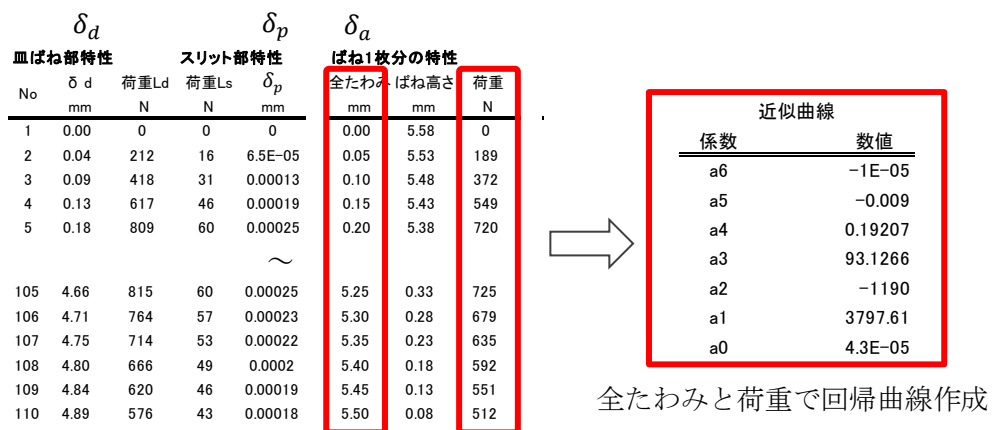 δd δp δa
皿ばね部特性 スリット部特性 ばね1枚分の特性
No δ d 荷重Ld 荷重Ls δp 全たわみ ばね高さ 荷重
mm N N mm mm mm N
1 0.00 0 0 0 0.00 5.58 0
2 0.04 212 16 6.5E-05 0.05 5.53 189
3 0.09 418 31 0.00013 0.10 5.48 372
4 0.13 617 46 0.00019 0.15 5.43 549
5 0.18 809 60 0.00025 0.20 5.38 720
～
105 4.66 815 60 0.00025 5.25 0.33 725
106 4.71 764 57 0.00023 5.30 0.28 679
107 4.75 714 53 0.00022 5.35 0.23 635
108 4.80 666 49 0.0002 5.40 0.18 592
109 4.84 620 46 0.00019 5.45 0.13 551
110 4.89 576 43 0.00018 5.50 0.08 512
近似曲線
係数 数値
a6 -1E-05
a5 -0.009
a4 0.19207
a3 93.1266
a2 -1190
a1 3797.61
a0 4.3E-05
全たわみと荷重で回帰曲線作成